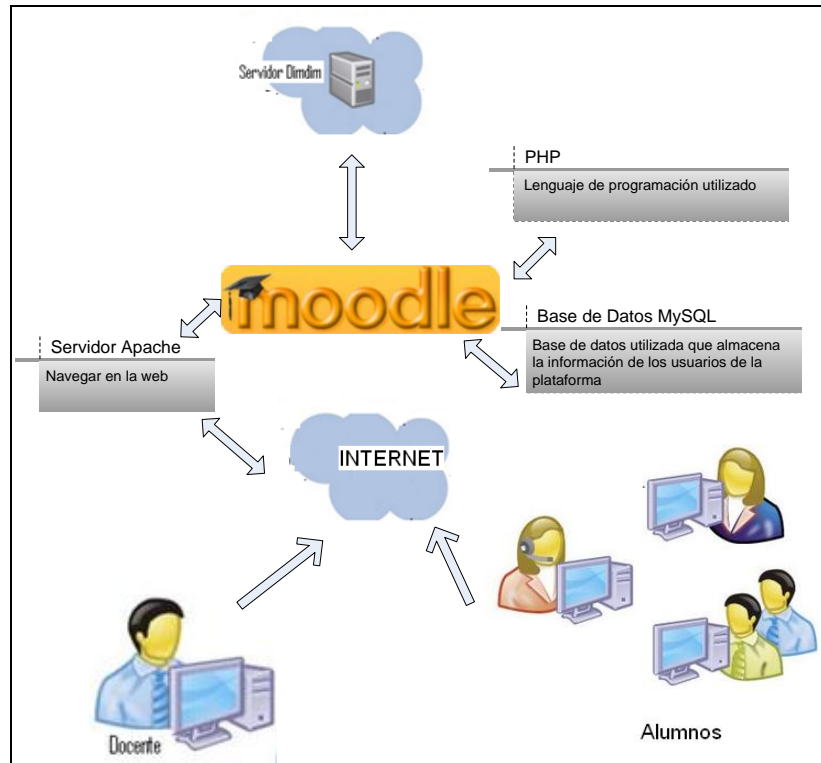 Servidor Dimdim
PHP
Lenguaje de programación utilizado
moodle
Base de Datos MySQL
Base de datos utilizada que almacena
la información de los usuarios de la
plataforma
Servidor Apache
Navegar en la web
INTERNET
Docente
Alumnos